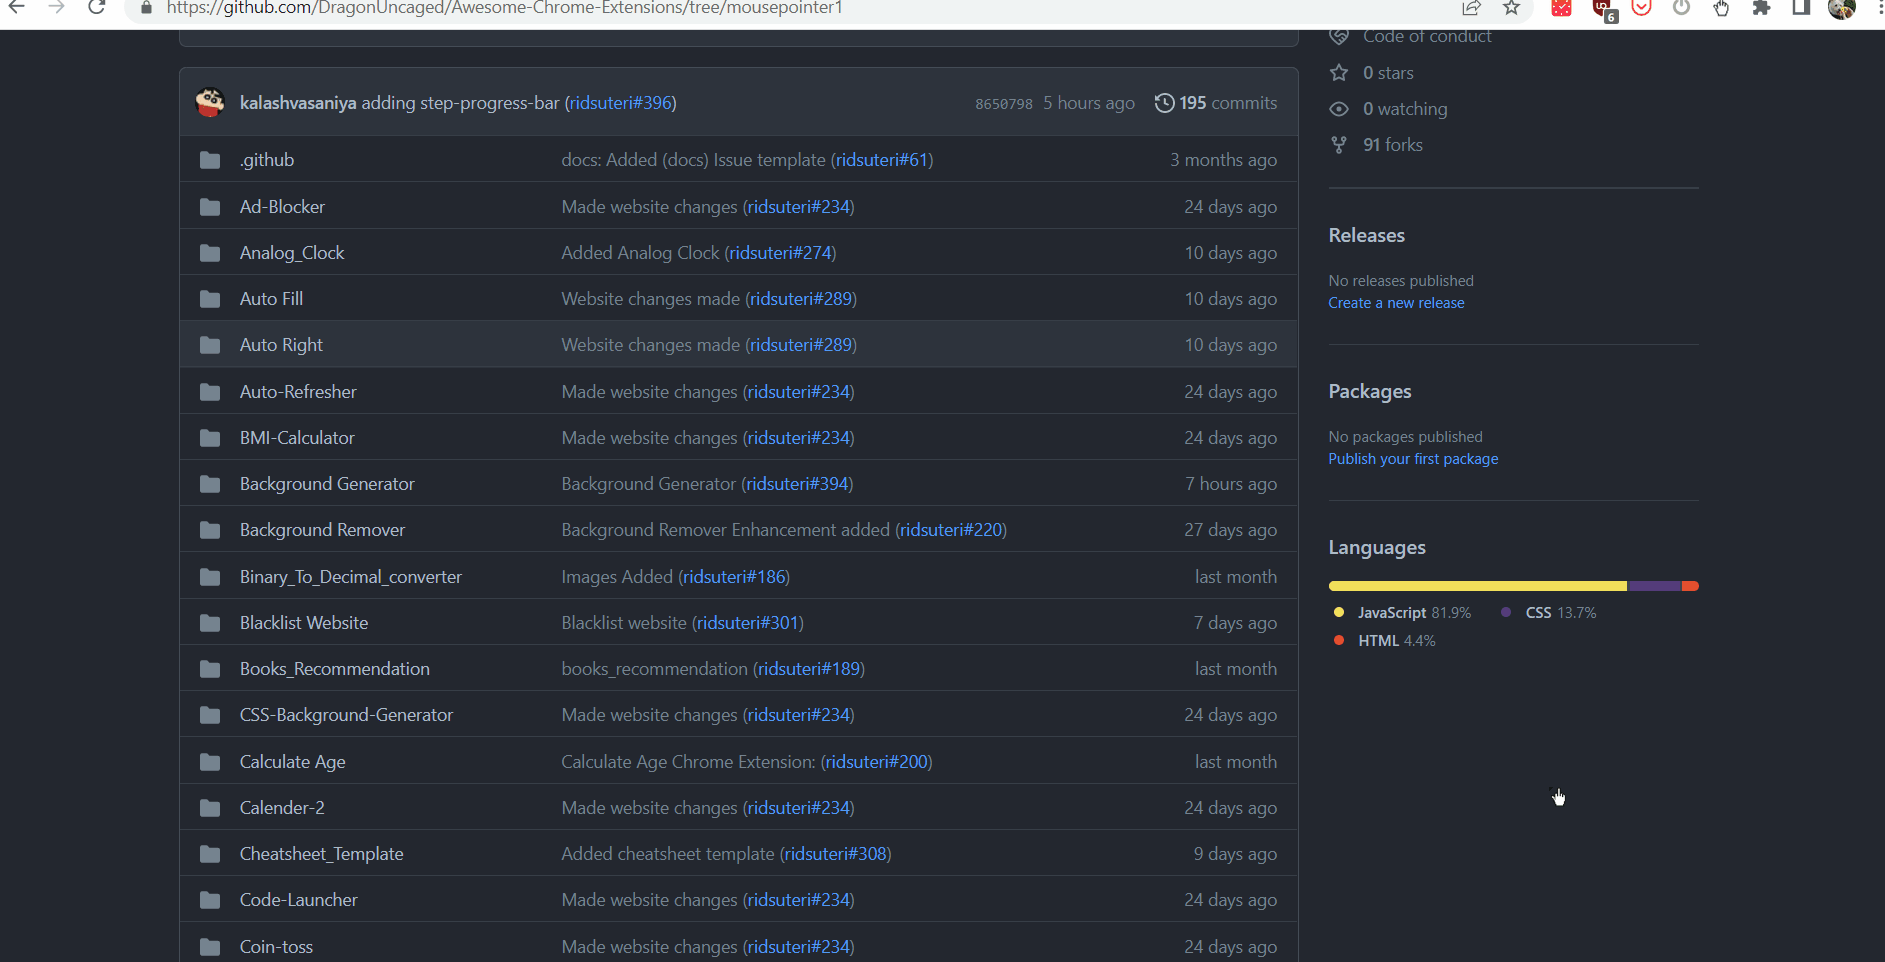 https://github.com/DragonUncaged/Awesome-Chrome-Extensions/tree/mousepointer1
6
kalashvasaniya adding step-progress-bar (ridsuteri#396) 8650798 5 hours ago 195 commits
.github docs: Added (docs) Issue template (ridsuteri#61) 3 months ago
Ad-Blocker Made website changes (ridsuteri#234) 24 days ago
Analog_Clock Added Analog Clock (ridsuteri#274) 10 days ago
Auto Fill Website changes made (ridsuteri#289) 10 days ago
Auto Right Website changes made (ridsuteri#289) 10 days ago
Auto-Refresher Made website changes (ridsuteri#234) 24 days ago
BMI-Calculator Made website changes (ridsuteri#234) 24 days ago
Background Generator Background Generator (ridsuteri#394) 7 hours ago
Background Remover Background Remover Enhancement added (ridsuteri#220) 27 days ago
Binary_To_Decimal_converter Images Added (ridsuteri#186) last month
Blacklist Website Blacklist website (ridsuteri#301) 7 days ago
Books_Recommendation books_recommendation (ridsuteri#189) last month
CSS-Background-Generator Made website changes (ridsuteri#234) 24 days ago
Calculate Age Calculate Age Chrome Extension: (ridsuteri#200) last month
Calender-2 Made website changes (ridsuteri#234) 24 days ago
Cheatsheet_Template Added cheatsheet template (ridsuteri#308) 9 days ago
Code-Launcher Made website changes (ridsuteri#234) 24 days ago
Coin-toss Made website changes (ridsuteri#234) 24 days ago
Code of conduct
0 stars
0 watching
91 forks
Releases
No releases published
Create a new release
Packages
No packages published
Publish your first package
Languages
JavaScript 81.9% CSS 13.7%
HTML 4.4%